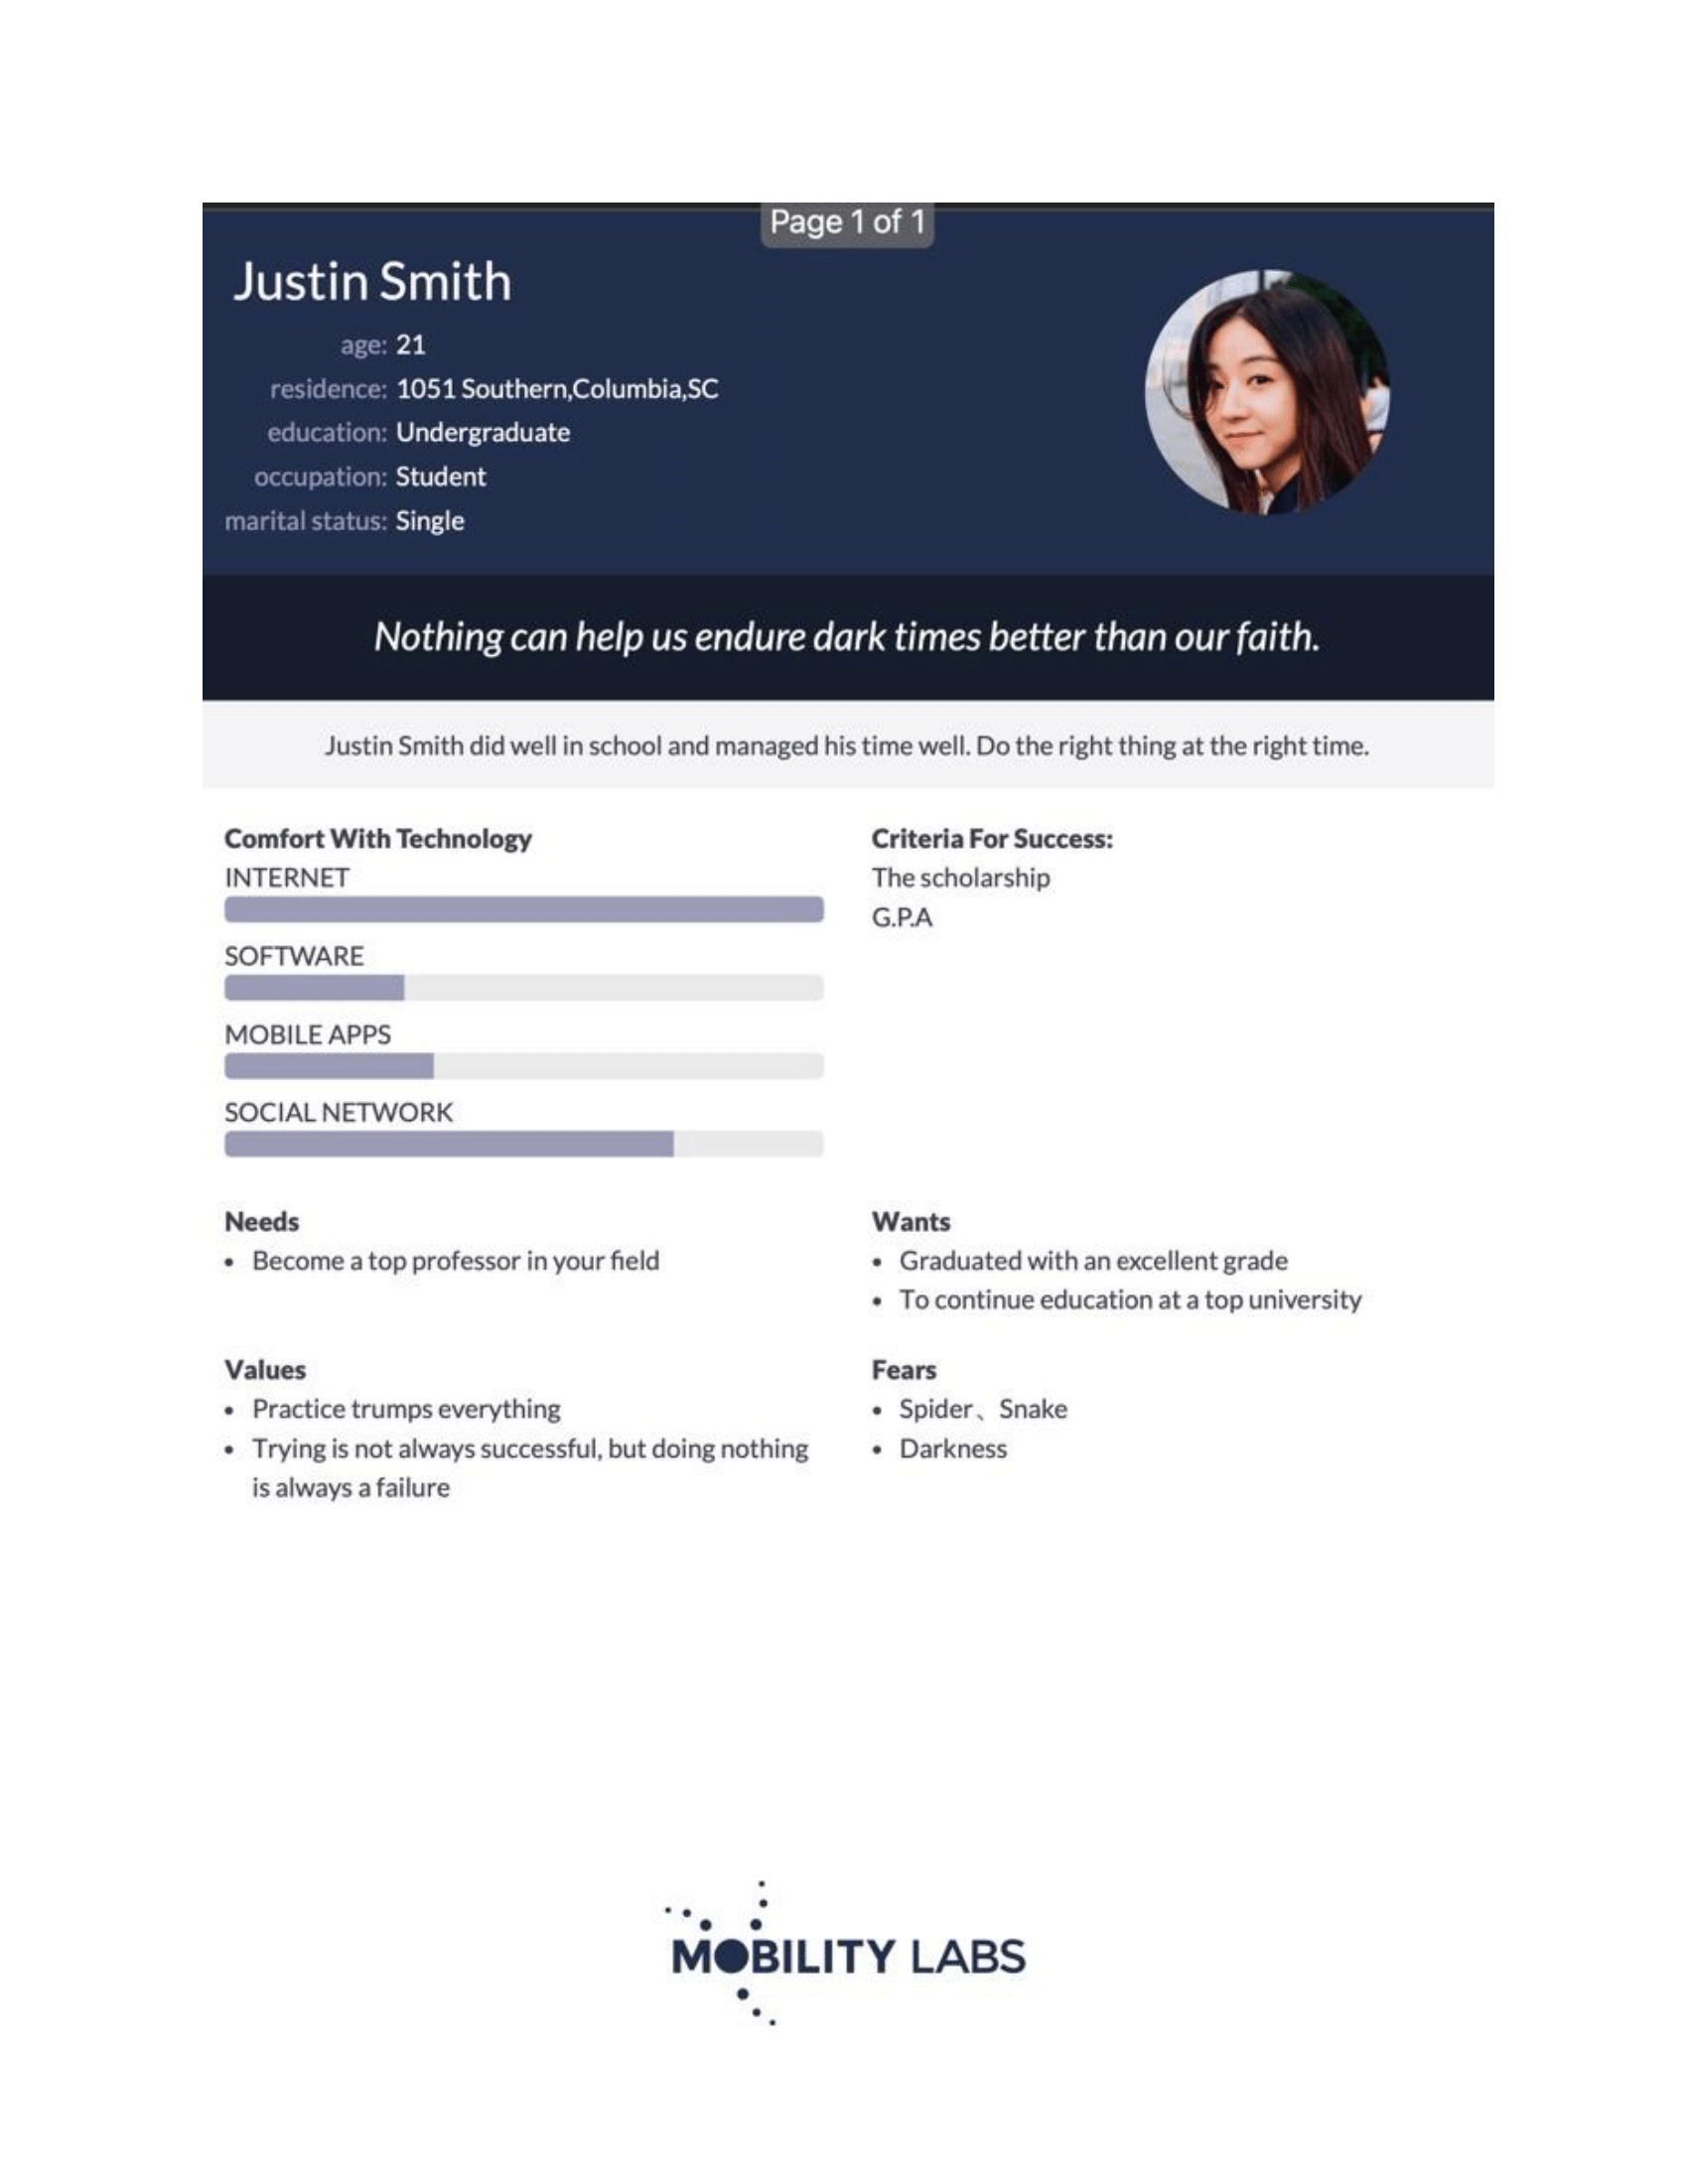 Page 1 of 1
Justin Smith
age: 21
residence: 1051 Southern,Columbia,SC
education: Undergraduate
occupation: Student
marital status: Single
Nothing can help us endure dark times better than our faith.
Justin Smith did well in school and managed his time well. Do the right thing at the right time.
Comfort With Technology
INTERNET
SOFTWARE
MOBILE APPS
SOCIAL NETWORK
Criteria For Success:
The scholarship
G.P.A
Needs
• Become a top professor in your field
Wants
• Graduated with an excellent grade
• To continue education at a top university
Values
• Practice trumps everything
• Trying is not always successful, but doing nothing
is always a failure
Fears
• Spider、Snake
• Darkness
MOBILITY LABS